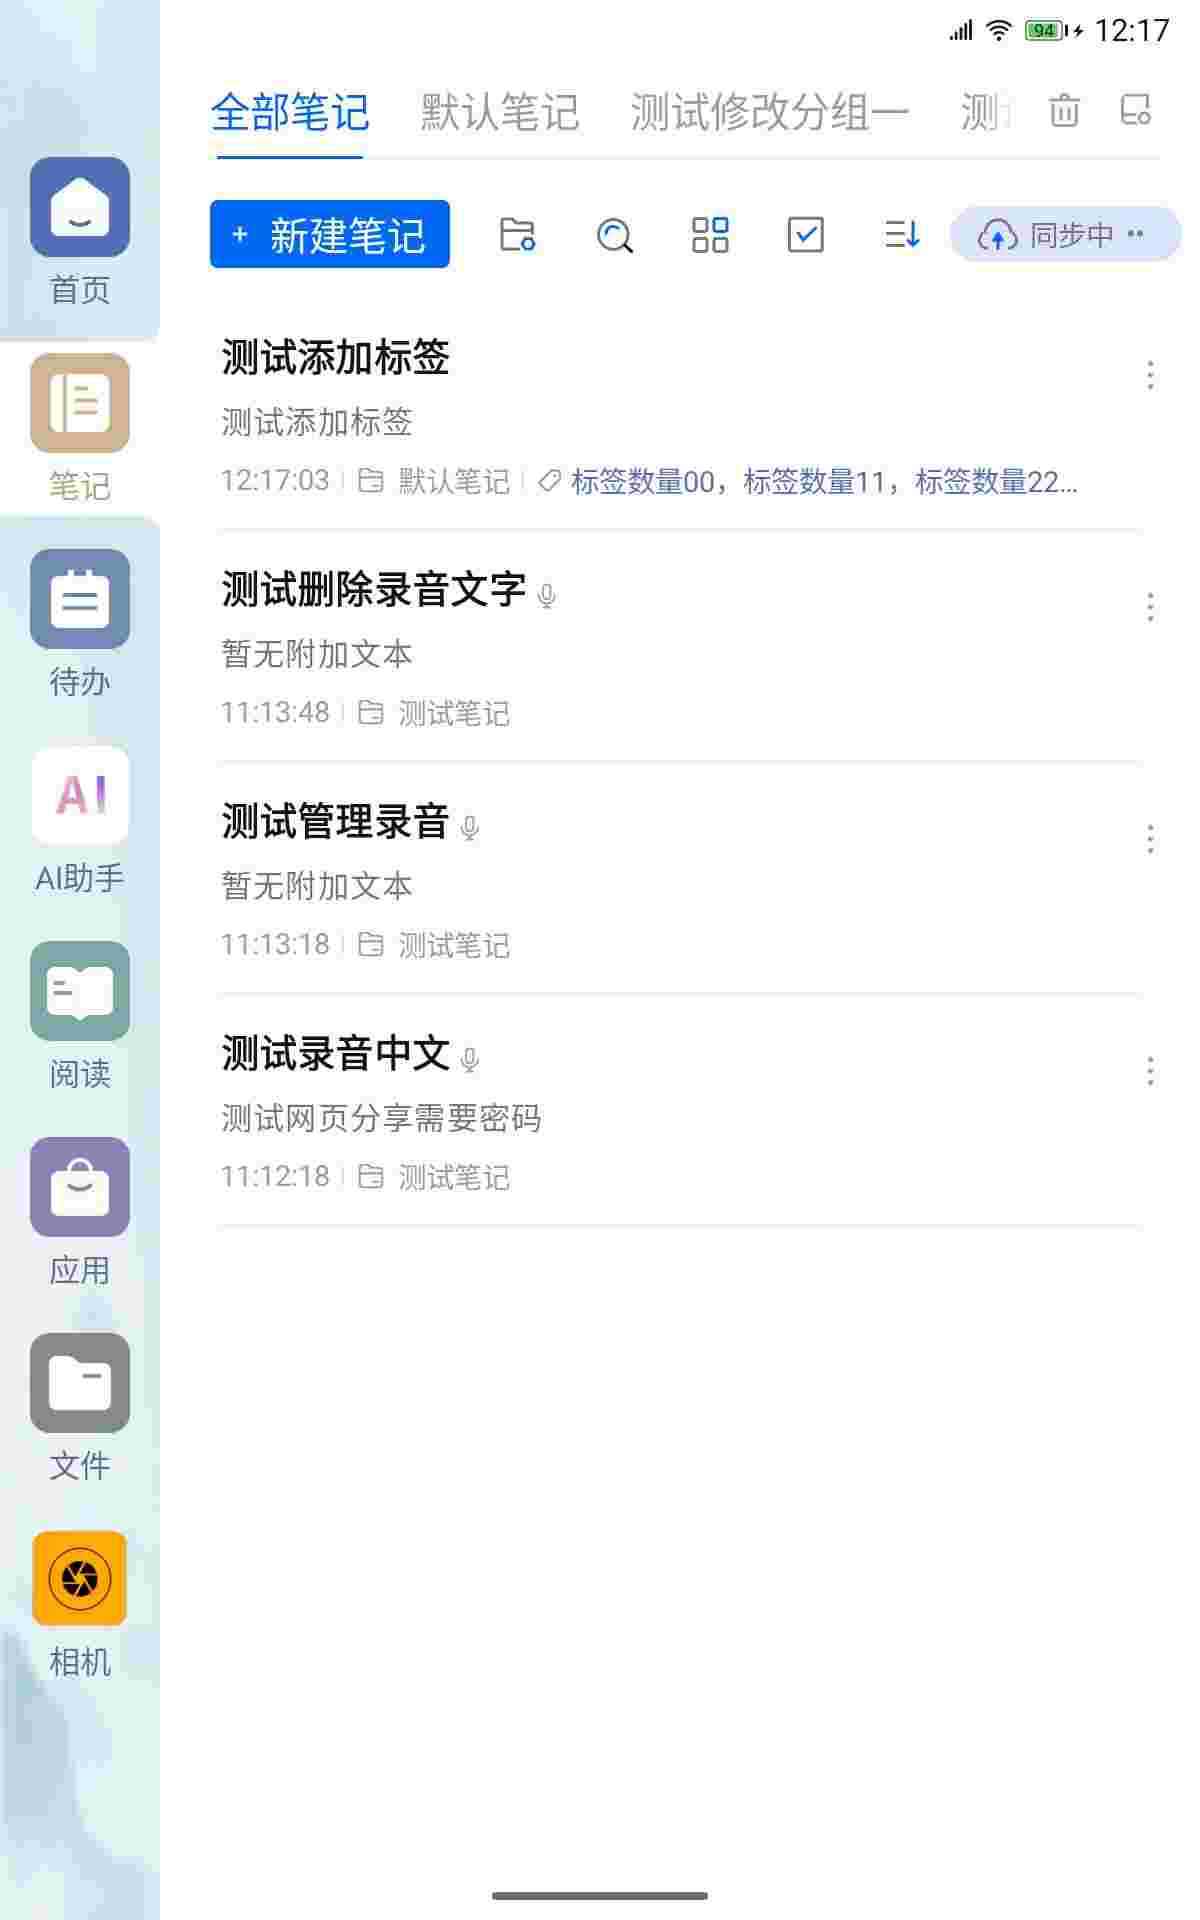 94 12:17
全部笔记 默认笔记 测试修改分组一 测
+ 新建笔记 同步中 ··
首页
笔记
待办
AI
AI助手
阅读
应用
文件
相机
测试添加标签
测试添加标签
12:17:03 默认笔记 标签数量00，标签数量11，标签数量22...
测试删除录音文字
暂无附加文本
11:13:48 测试笔记
测试管理录音
暂无附加文本
11:13:18 测试笔记
测试录音中文
测试网页分享需要密码
11:12:18 测试笔记